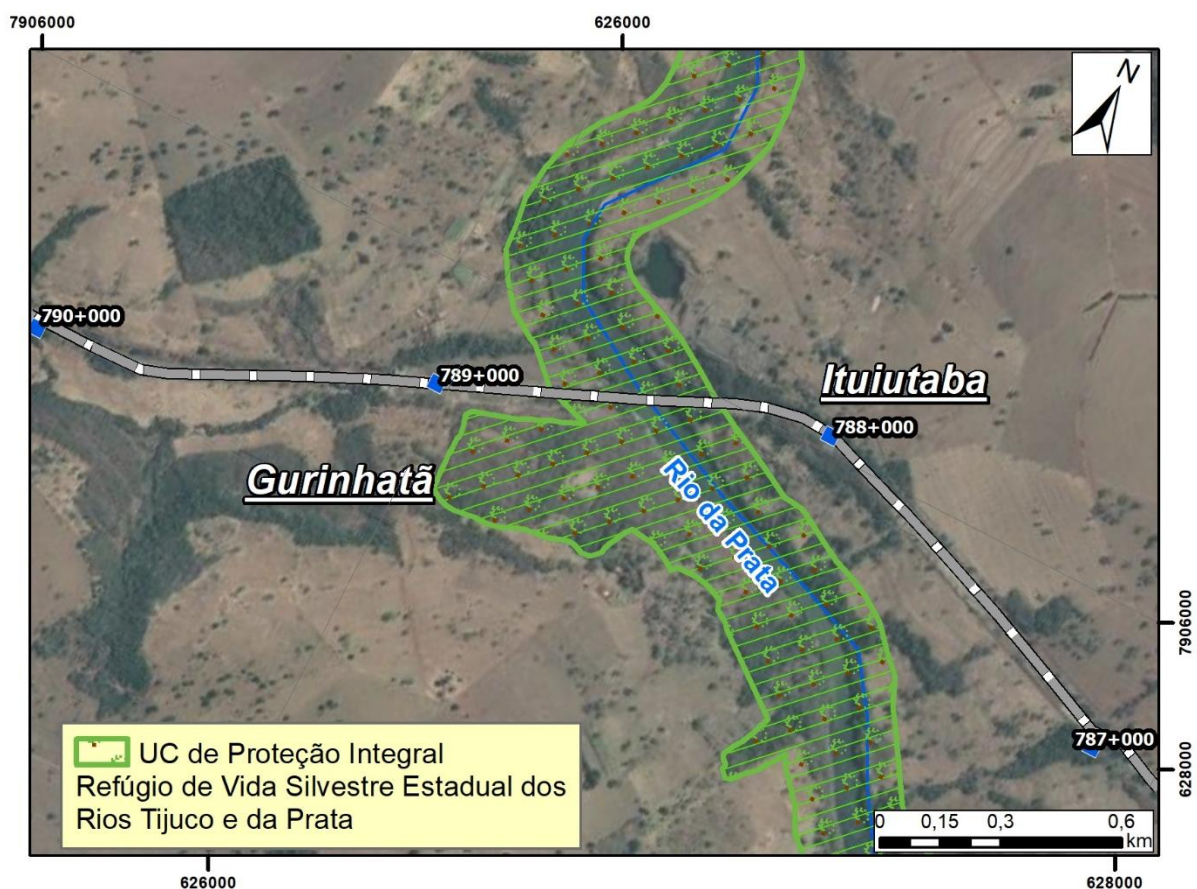 7906000
626000
N
790+000
789+000
Ituiutaba
788+000
Gurinhatã
Rio da Prata
7906000
787+000
628000
UC de Proteção Integral
Refúgio de Vida Silvestre Estadual dos
Rios Tijuco e da Prata
0 0,15 0,3 0,6
km
626000
628000